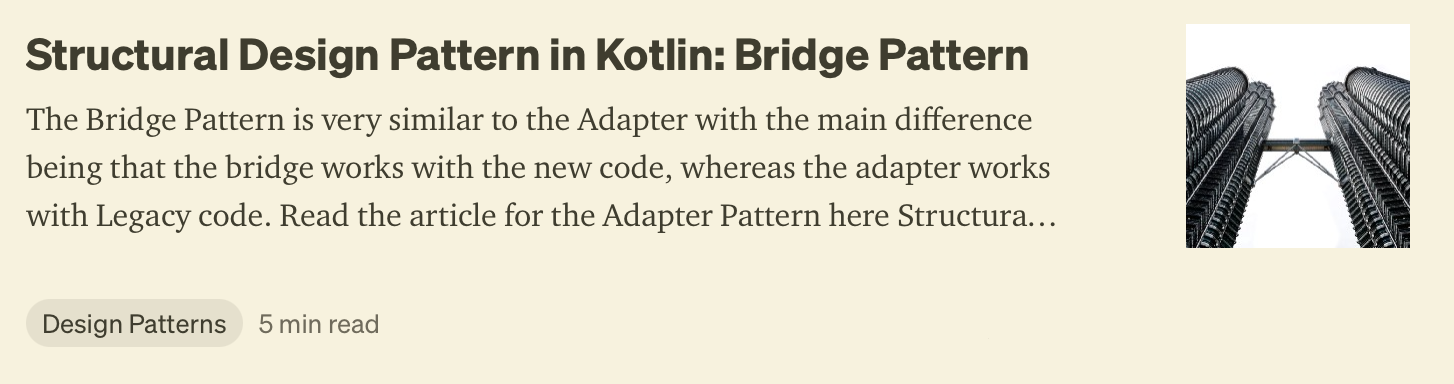 Structural Design Pattern in Kotlin: Bridge Pattern
The Bridge Pattern is very similar to the Adapter with the main difference
being that the bridge works with the new code, whereas the adapter works
with Legacy code. Read the article for the Adapter Pattern here Structura…
Design Patterns 5 min read